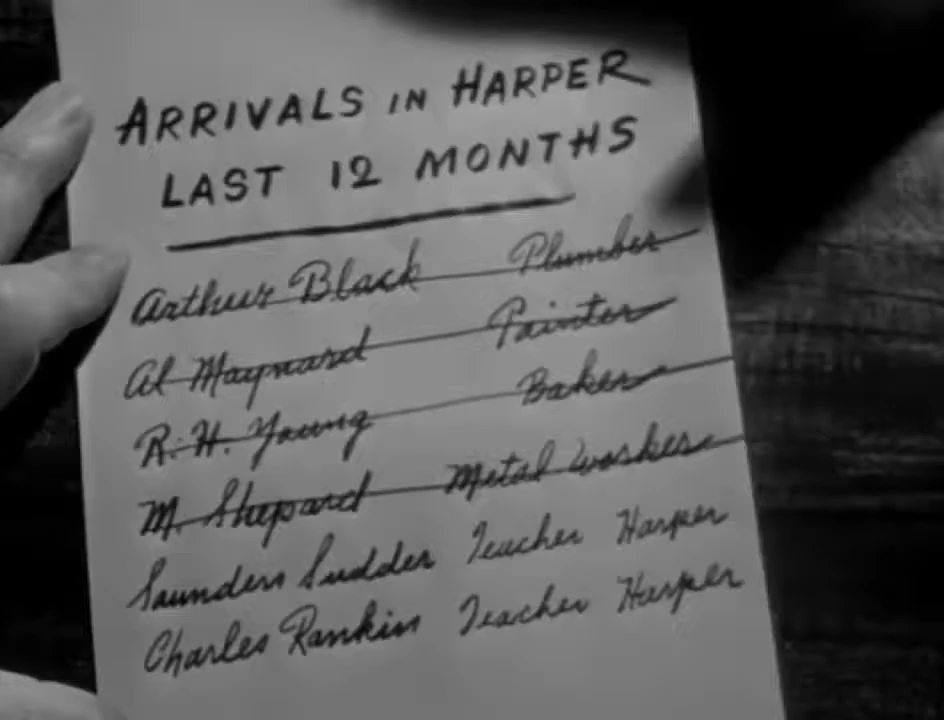 ARRIVALS IN HARPER
LAST 12 MONTHS
Arthur Black Plumber
Al Maynard Painter
R. H. Young Baker
M. Shepard Metal Worker
Saunders Sudder Teacher Harper
Charles Rankin Teacher Harper